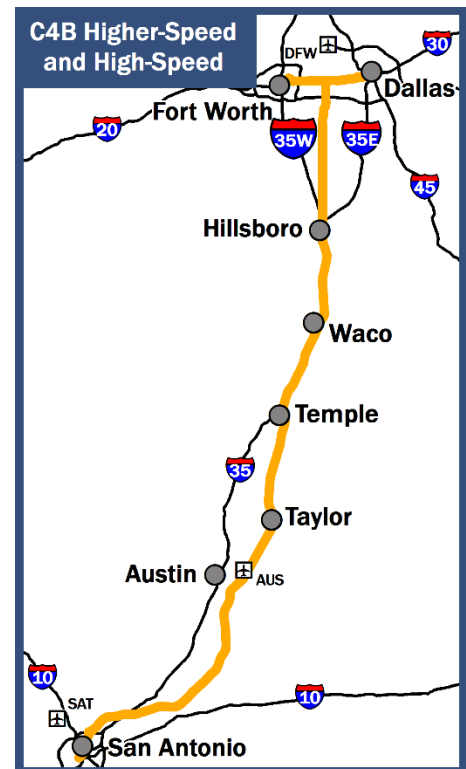 C4B Higher-Speed
and High-Speed
DFW
30
Dallas
Fort Worth
20
35W
35E
45
Hillsboro
Waco
Temple
35
Taylor
Austin
AUS
10
SAT
10
San Antonio